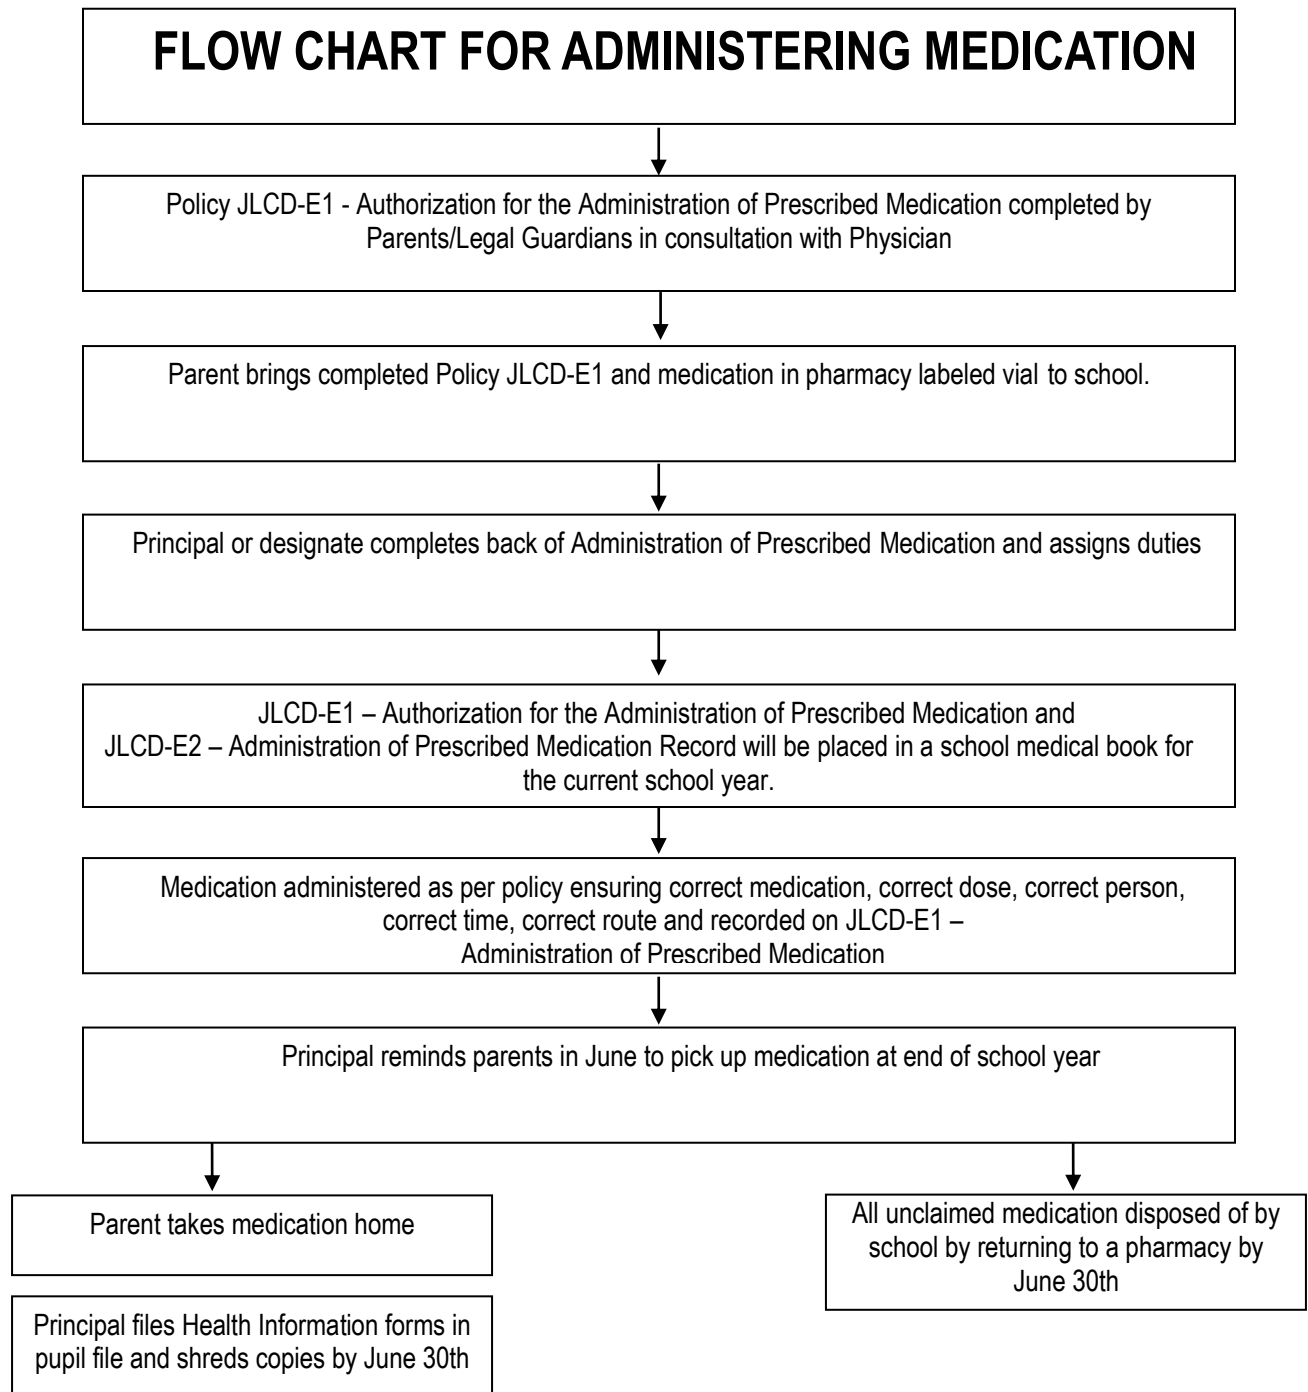 FLOW CHART FOR ADMINISTERING MEDICATION
Policy JLCD-E1 - Authorization for the Administration of Prescribed Medication completed by
Parents/Legal Guardians in consultation with Physician
Parent brings completed Policy JLCD-E1 and medication in pharmacy labeled vial to school.
Principal or designate completes back of Administration of Prescribed Medication and assigns duties
JLCD-E1 – Authorization for the Administration of Prescribed Medication and
JLCD-E2 – Administration of Prescribed Medication Record will be placed in a school medical book for
the current school year.
Medication administered as per policy ensuring correct medication, correct dose, correct person,
correct time, correct route and recorded on JLCD-E1 –
Administration of Prescribed Medication
Principal reminds parents in June to pick up medication at end of school year
Parent takes medication home
All unclaimed medication disposed of by
school by returning to a pharmacy by
June 30th
Principal files Health Information forms in
pupil file and shreds copies by June 30th